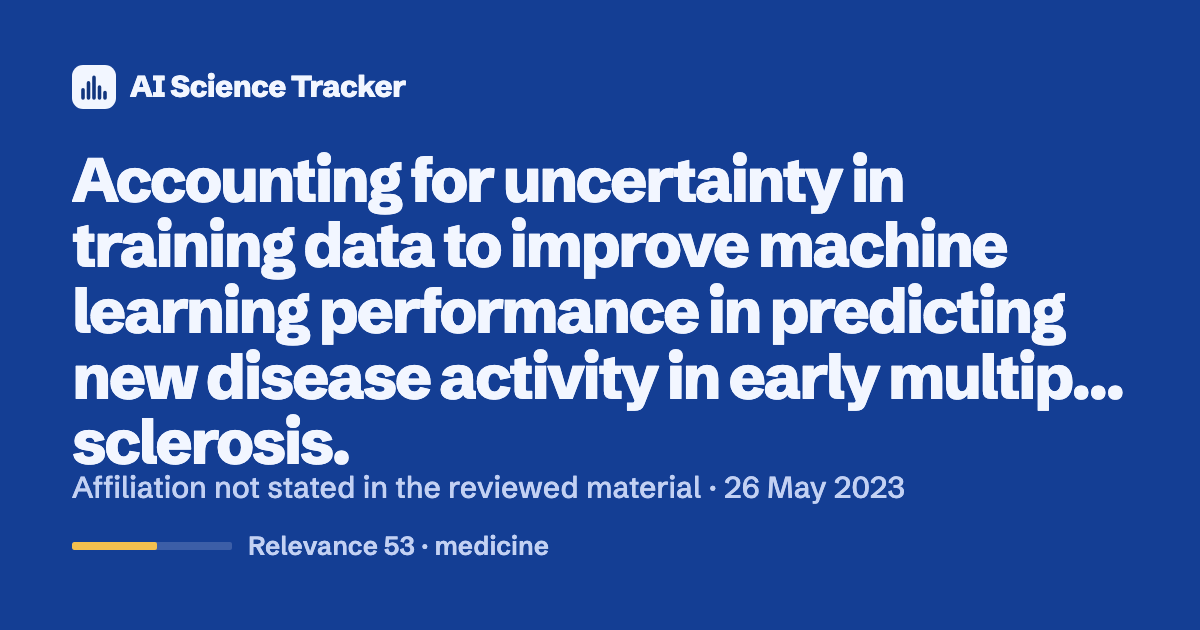 AI Science Tracker
Accounting for uncertainty in
training data to improve machine
learning performance in predicting
new disease activity in early multip...
sclerosis.
Affiliation not stated in the reviewed material · 26 May 2023
Relevance 53 · medicine